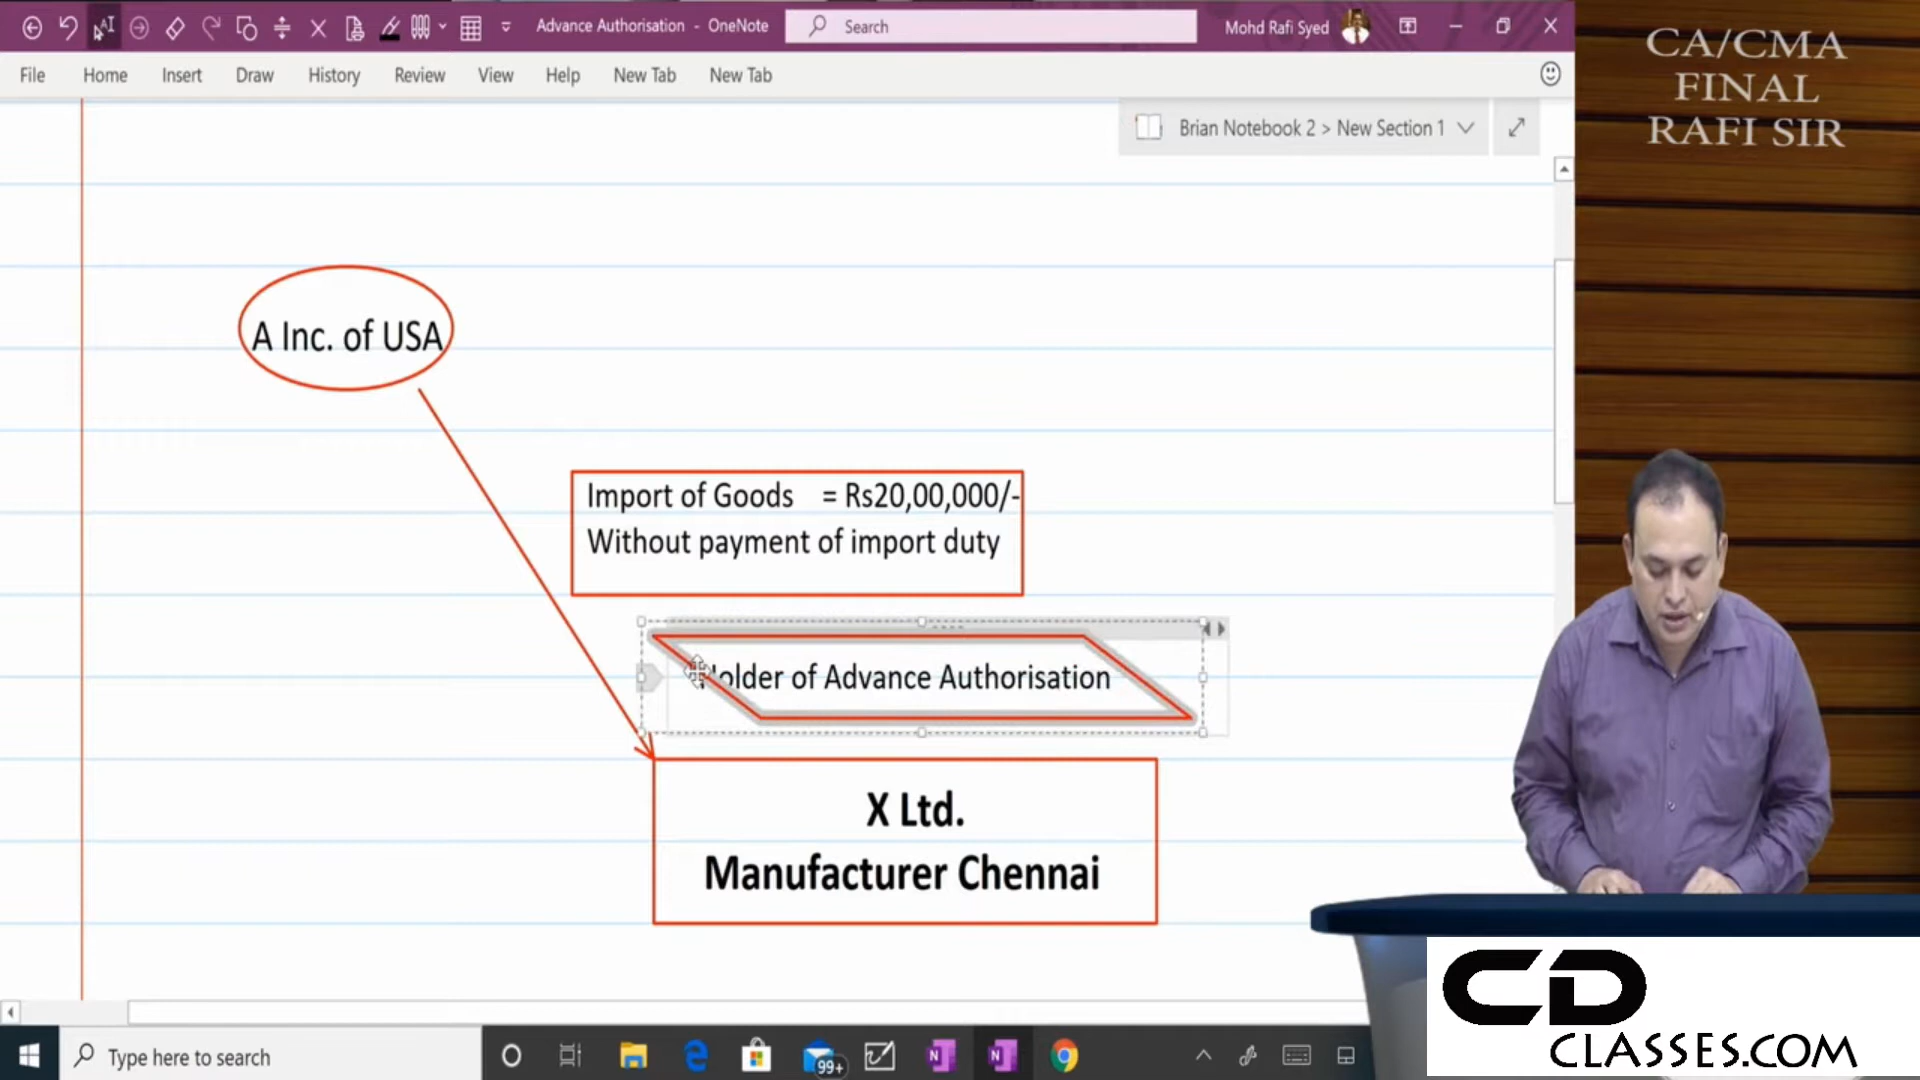 Advance Authorisation - OneNote
Search
Mohd Rafi Syed
File Home Insert Draw History Review View Help New Tab New Tab
Brian Notebook 2 > New Section 1
CA/CMA
FINAL
RAFI SIR
A Inc. of USA
Import of Goods = Rs20,00,000/-
Without payment of import duty
Holder of Advance Authorisation
X Ltd.
Manufacturer Chennai
Type here to search
99+
CD
CLASSES.COM